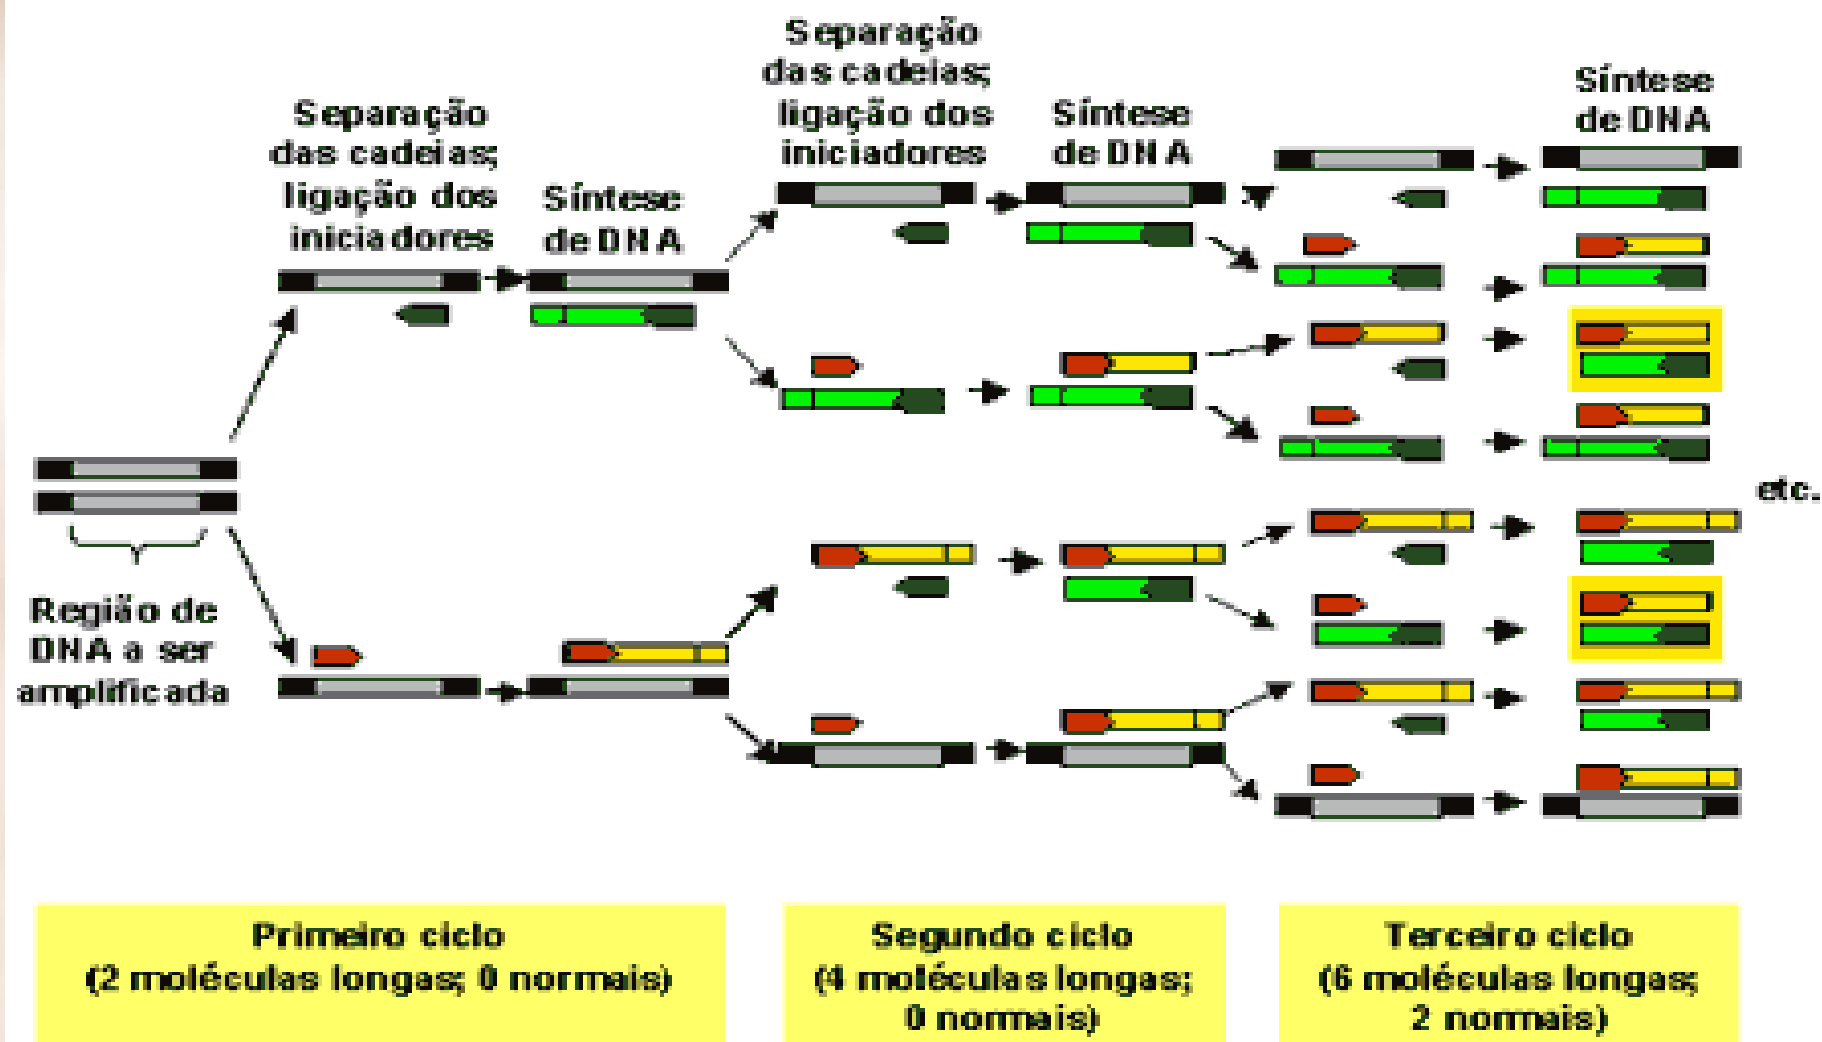 Separação
das cadeias;
ligação dos
iniciadores
Síntese
de DNA
Separação
das cadeias;
ligação dos
iniciadores
Síntese
de DNA
Síntese
de DNA
Região de
DNA a ser
amplificada
etc.
Primeiro ciclo
(2 moléculas longas; 0 normais)
Segundo ciclo
(4 moléculas longas;
0 normais)
Terceiro ciclo
(6 moléculas longas;
2 normais)